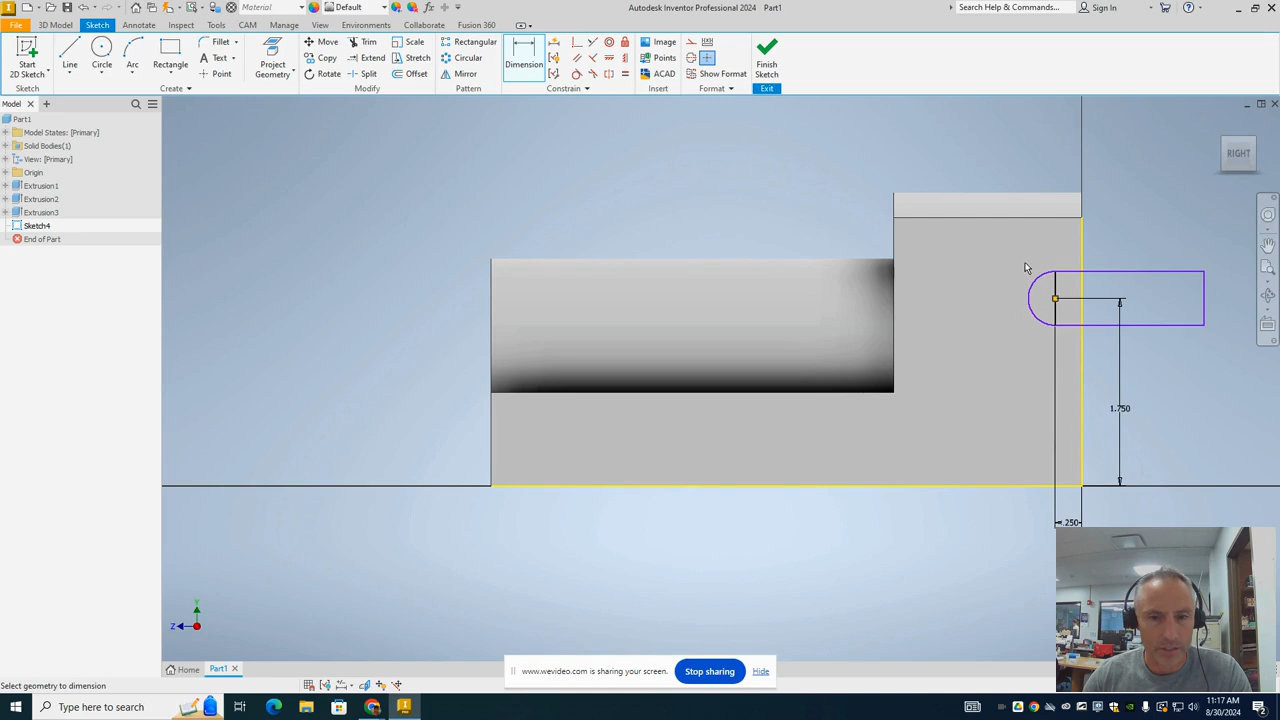 Material
Default
Autodesk Inventor Professional 2024 Part1
Search Help & Commands...
Sign In
File 3D Model Sketch Annotate Inspect Tools CAM Manage View Environments Collaborate Fusion 360
Start
2D Sketch
Line
Circle
Arc
Rectangle
Fillet
Text
Point
Project
Geometry
Move
Copy
Rotate
Trim
Extend
Split
Scale
Stretch
Offset
Rectangular
Circular
Mirror
Dimension
Image
Points
ACAD
Show Format
Finish
Sketch
Sketch Create Modify Pattern Constrain Insert Format Exit
Model
Part1
Model States: [Primary]
Solid Bodies(1)
View: [Primary]
Origin
Extrusion1
Extrusion2
Extrusion3
Sketch4
End of Part
RIGHT
1.750
.250
Y
Z
Home Part1
www.wevideo.com is sharing your screen. Stop sharing Hide
Select geometry to dimension
Type here to search
PRO
11:17 AM
8/30/2024
2